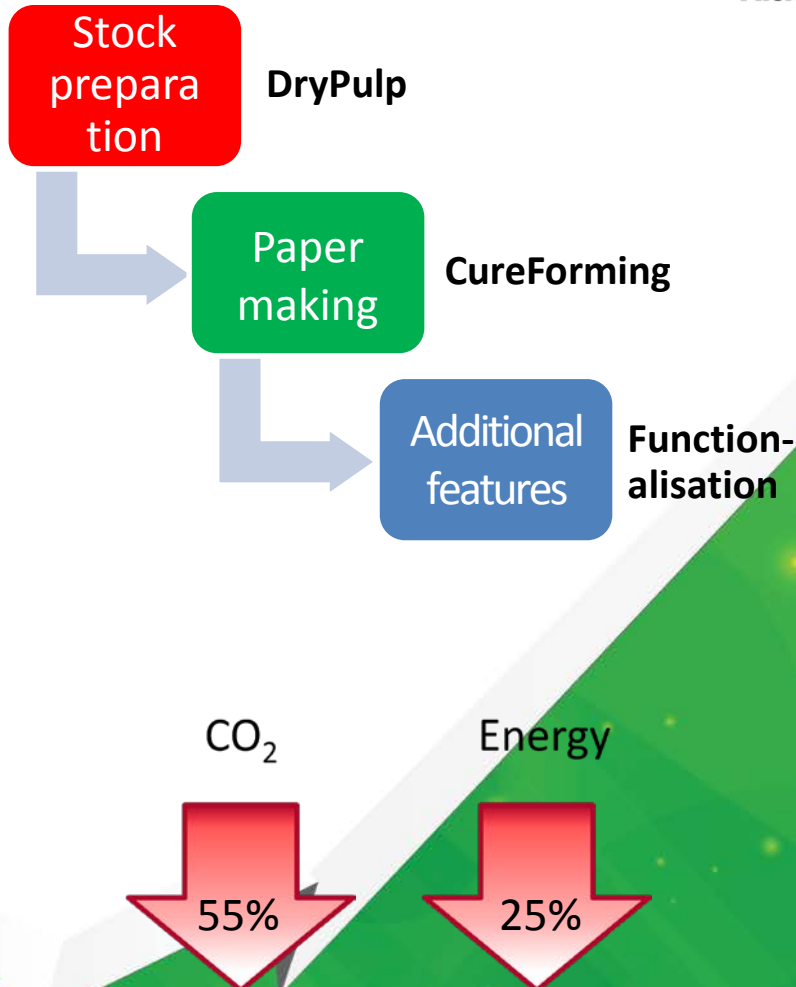 Stock
prepara
tion
DryPulp
Paper
making
CureForming
Additional
features
Function-
alisation
CO₂
Energy
55%
25%